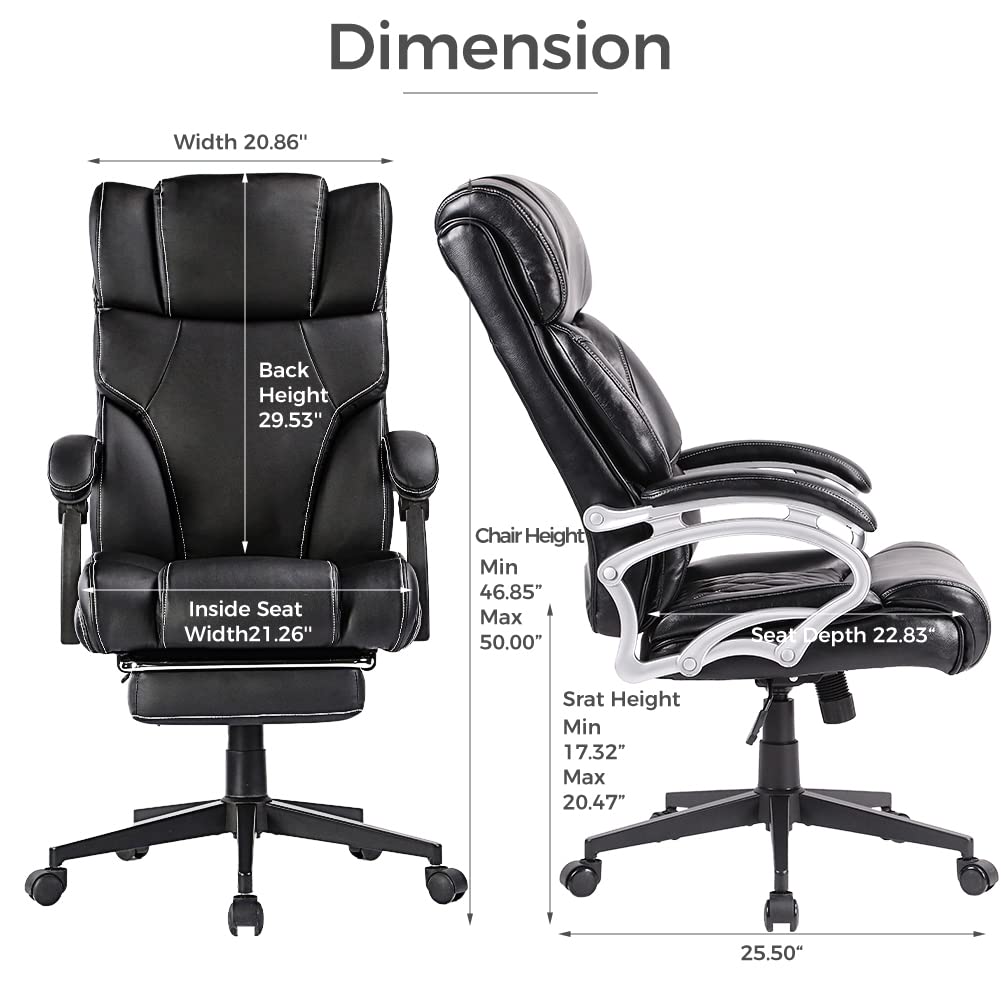 Dimension
Width 20.86"
Back
Height
29.53"
Inside Seat
Width21.26"
Chair Height
Min
46.85”
Max
50.00”
Seat Depth 22.83“
Srat Height
Min
17.32”
Max
20.47”
25.50“